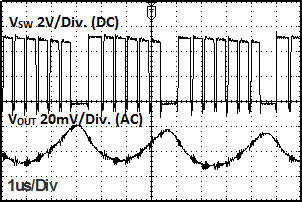 VSW 2V/Div. (DC)
VOUT 20mV/Div. (AC)
1us/Div